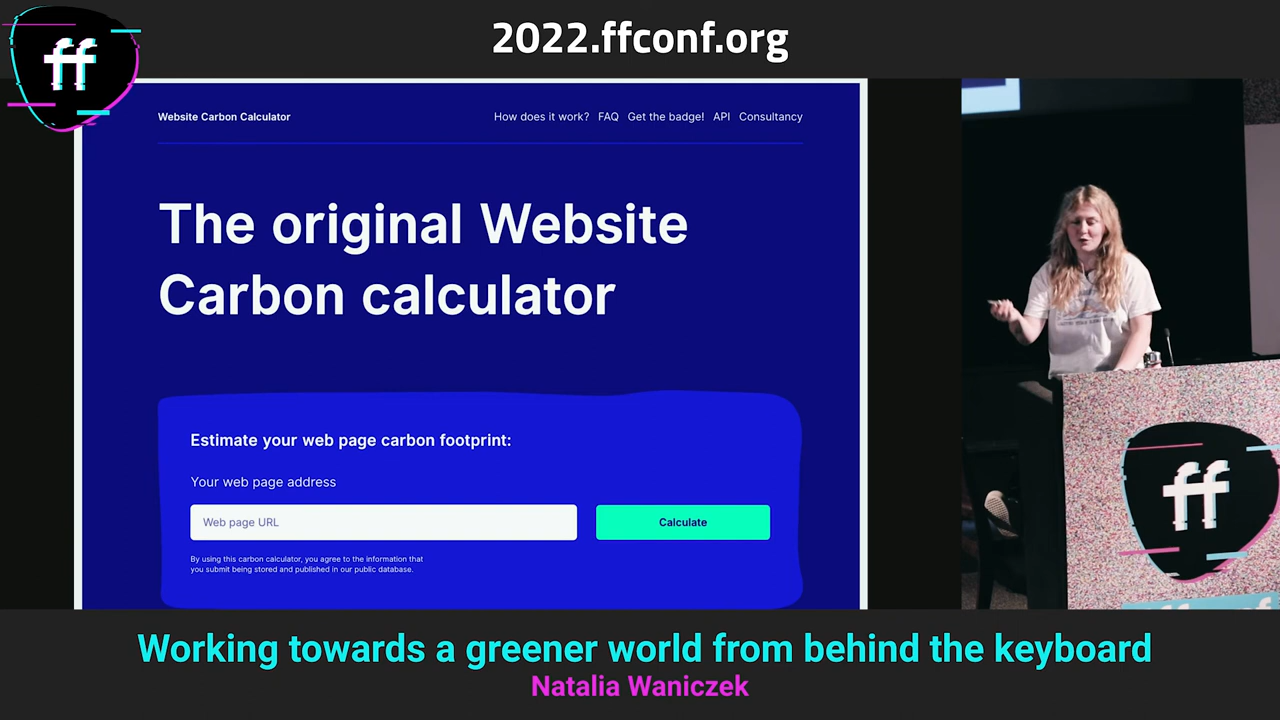 ff
2022.ffconf.org
Website Carbon Calculator
How does it work? FAQ Get the badge! API Consultancy
The original Website
Carbon calculator
Estimate your web page carbon footprint:
Your web page address
Web page URL
Calculate
By using this carbon calculator, you agree to the information that
you submit being stored and published in our public database.
ff
Working towards a greener world from behind the keyboard
Natalia Waniczek